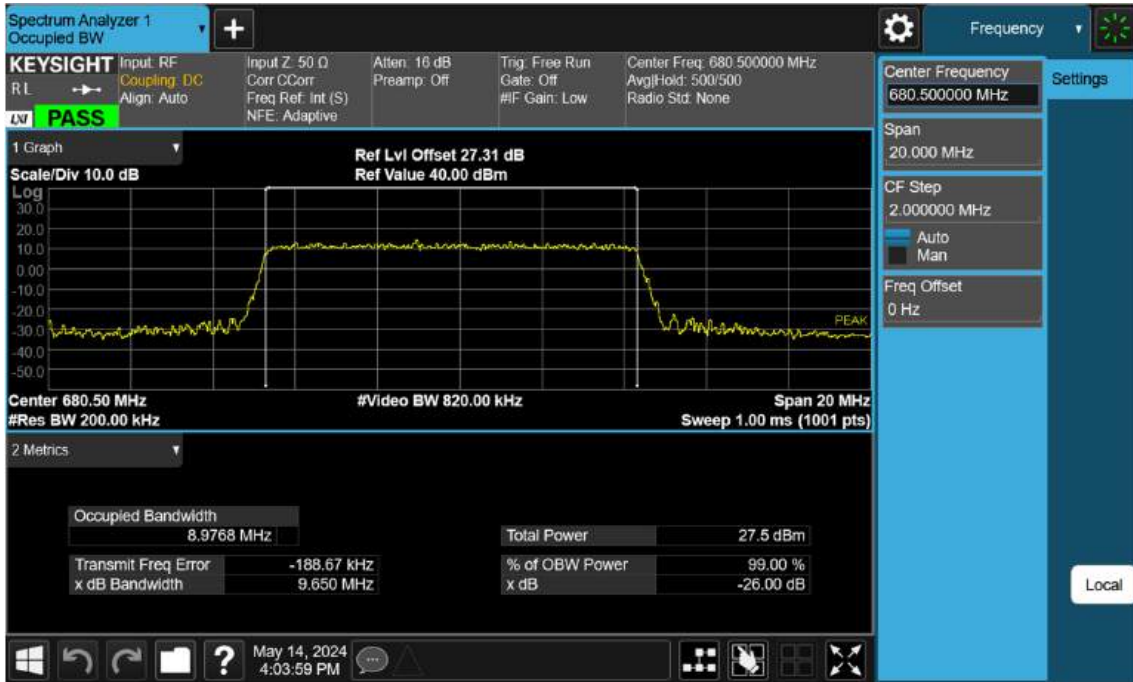 Spectrum Analyzer 1
Occupied BW
+
Frequency
KEYSIGHT
R L
LXI PASS
Input: RF
Coupling: DC
Align: Auto
Input Z: 50 Ω
Corr CCorr
Freq Ref: Int (S)
NFE: Adaptive
Atten: 16 dB
Preamp: Off
Trig: Free Run
Gate: Off
#IF Gain: Low
Center Freq: 680.500000 MHz
Avg|Hold: 500/500
Radio Std: None
Center Frequency
680.500000 MHz
Settings
Span
20.000 MHz
CF Step
2.000000 MHz
Auto
Man
Freq Offset
0 Hz
Local
1 Graph
Scale/Div 10.0 dB
Ref Lvl Offset 27.31 dB
Ref Value 40.00 dBm
Log
30.0
20.0
10.0
0.00
-10.0
-20.0
-30.0
-40.0
-50.0
PEAK
Center 680.50 MHz
#Video BW 820.00 kHz
Span 20 MHz
#Res BW 200.00 kHz
Sweep 1.00 ms (1001 pts)
2 Metrics
Occupied Bandwidth
8.9768 MHz
Total Power 27.5 dBm
Transmit Freq Error -188.67 kHz
% of OBW Power 99.00 %
x dB Bandwidth 9.650 MHz
x dB -26.00 dB
?
May 14, 2024
4:03:59 PM